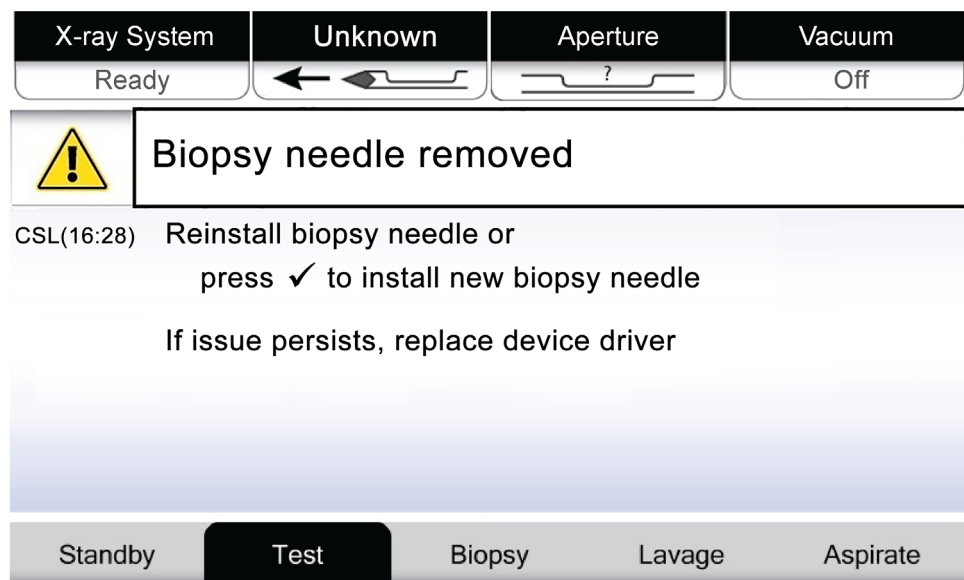 X-ray System
Unknown
Aperture
Vacuum
Ready
?
Off
Biopsy needle removed
CSL(16:28) Reinstall biopsy needle or
press ✓ to install new biopsy needle
If issue persists, replace device driver
Standby
Test
Biopsy
Lavage
Aspirate